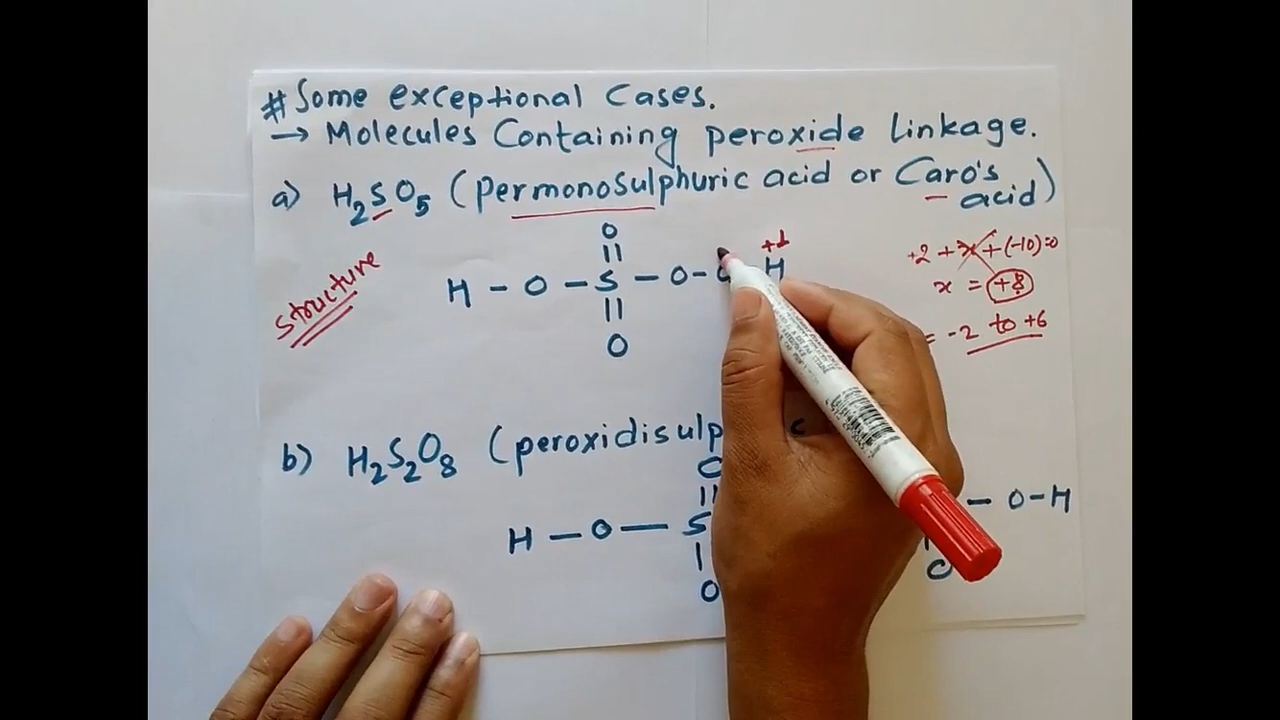 # Some exceptional Cases.
→ Molecules Containing peroxide linkage.
a) H2SO5 (Permonosulphuric acid or Caro's acid)
Structure
O
||
H – O – S – O – O H
||
O
+1
+2 + x + (-10)=0
x = +8
= -2 to +6
b) H2S2O8 (peroxidisulp
O
||
H – O – S
|
O
– O – H
O